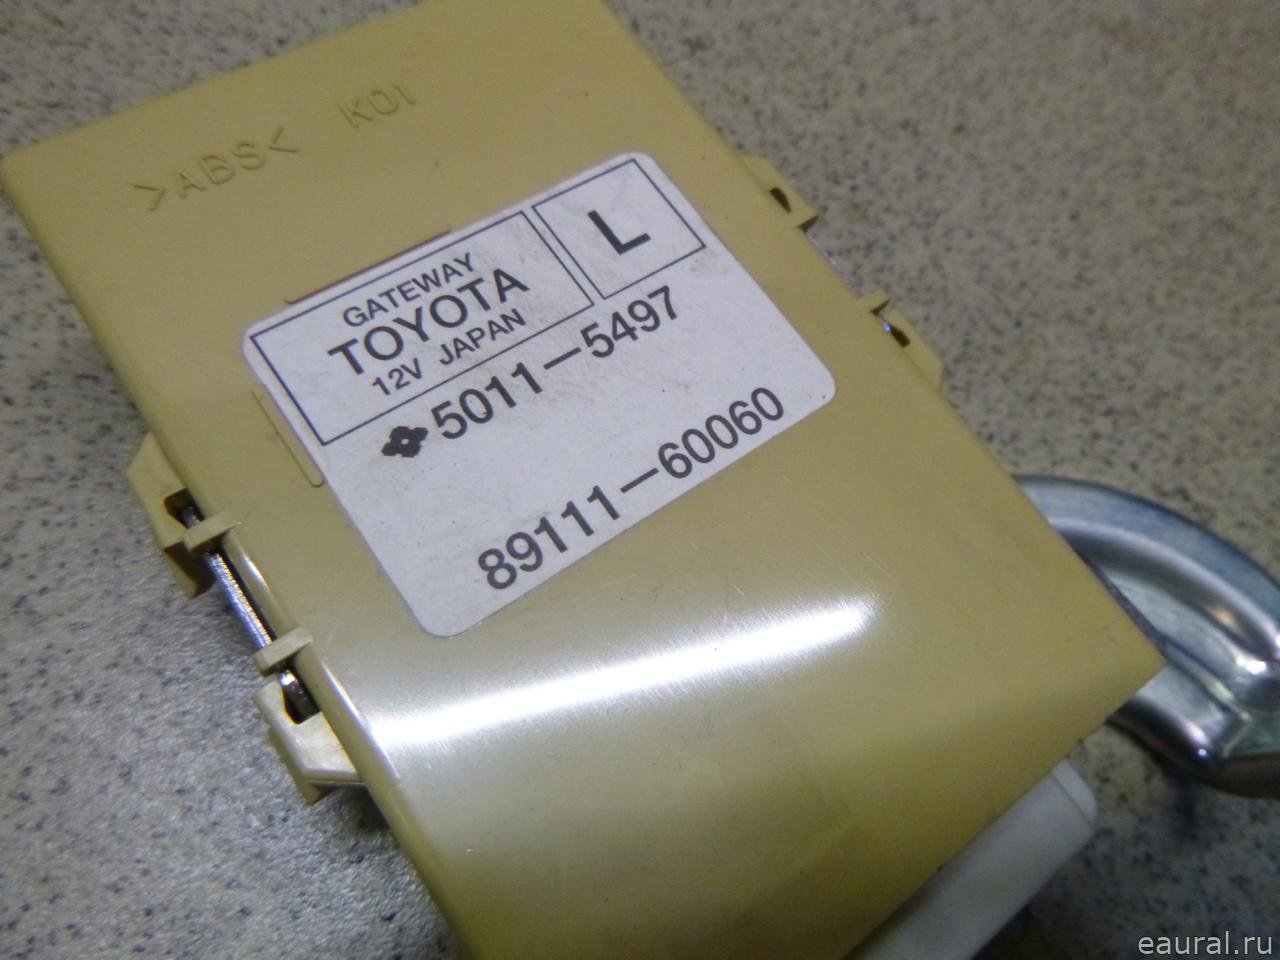 >ABS< K01
GATEWAY
TOYOTA
12V JAPAN
L
5011-5497
89111-60060
eaural.ru